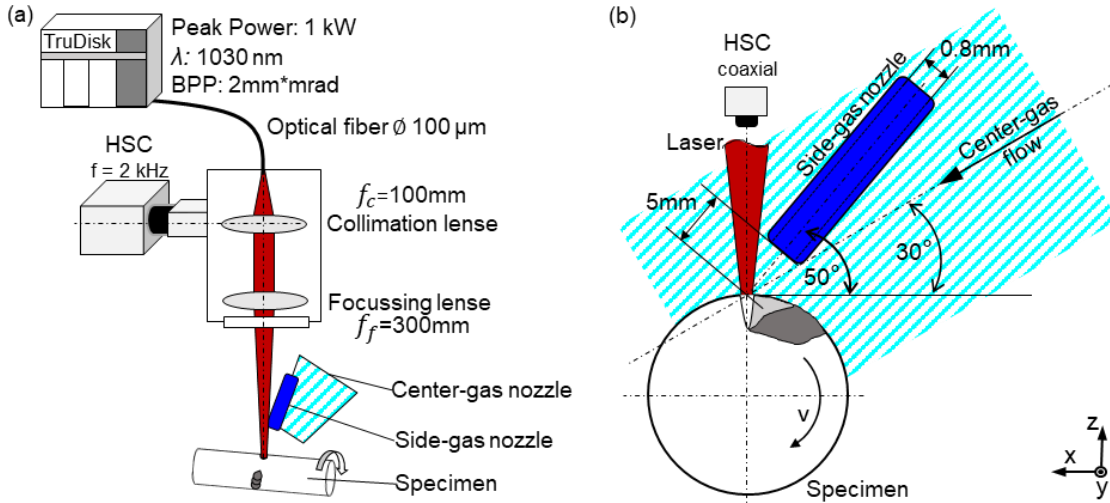 (a)
TruDisk
Peak Power: 1 kW
λ: 1030 nm
BPP: 2mm*mrad
Optical fiber Ø 100 µm
HSC
f = 2 kHz
f_c=100mm
Collimation lense
Focussing lense
f_f=300mm
Center-gas nozzle
Side-gas nozzle
Specimen
(b)
HSC
coaxial
0.8mm
Side-gas nozzle
Laser
Center-gas
flow
5mm
50°
30°
v
Specimen
z
x
y